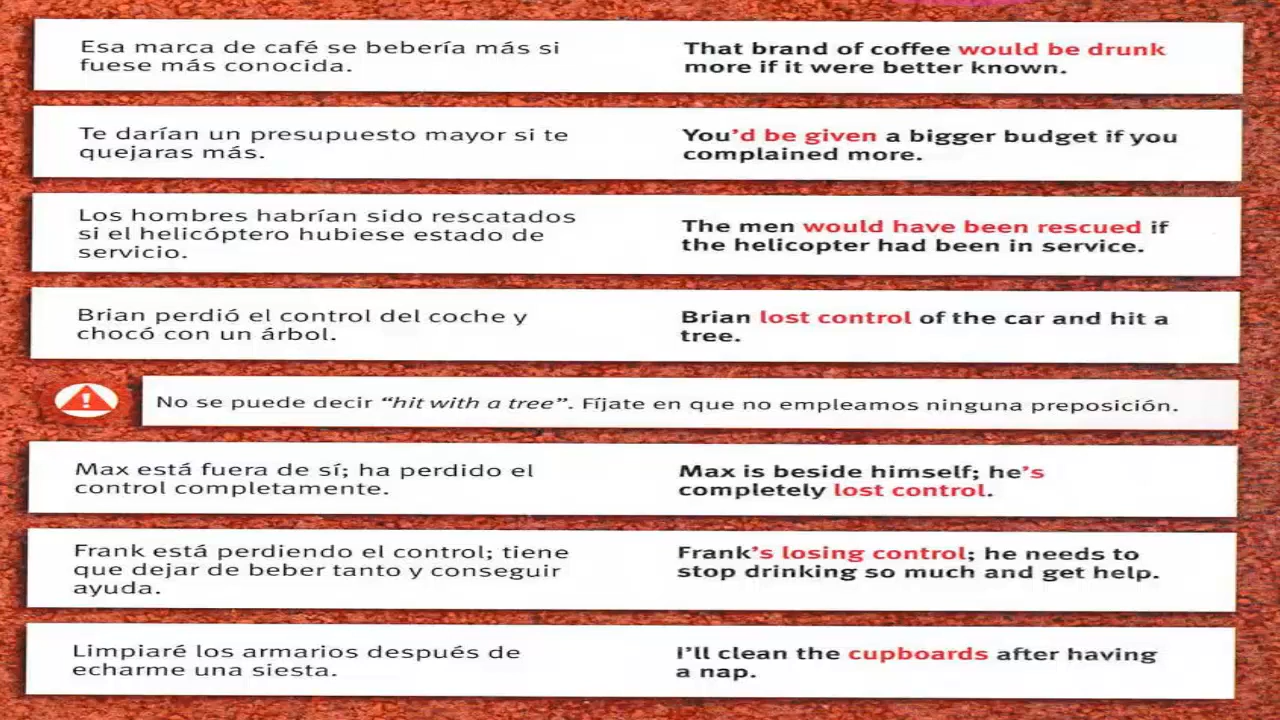 Esa marca de café se bebería más si
fuese más conocida.
That brand of coffee would be drunk
more if it were better known.
Te darían un presupuesto mayor si te
quejaras más.
You'd be given a bigger budget if you
complained more.
Los hombres habrían sido rescatados
si el helicóptero hubiese estado de
servicio.
The men would have been rescued if
the helicopter had been in service.
Brian perdió el control del coche y
chocó con un árbol.
Brian lost control of the car and hit a
tree.
No se puede decir “hit with a tree”. Fíjate en que no empleamos ninguna preposición.
Max está fuera de sí; ha perdido el
control completamente.
Max is beside himself; he's
completely lost control.
Frank está perdiendo el control; tiene
que dejar de beber tanto y conseguir
ayuda.
Frank's losing control; he needs to
stop drinking so much and get help.
Limpiaré los armarios después de
echarme una siesta.
I'll clean the cupboards after having
a nap.